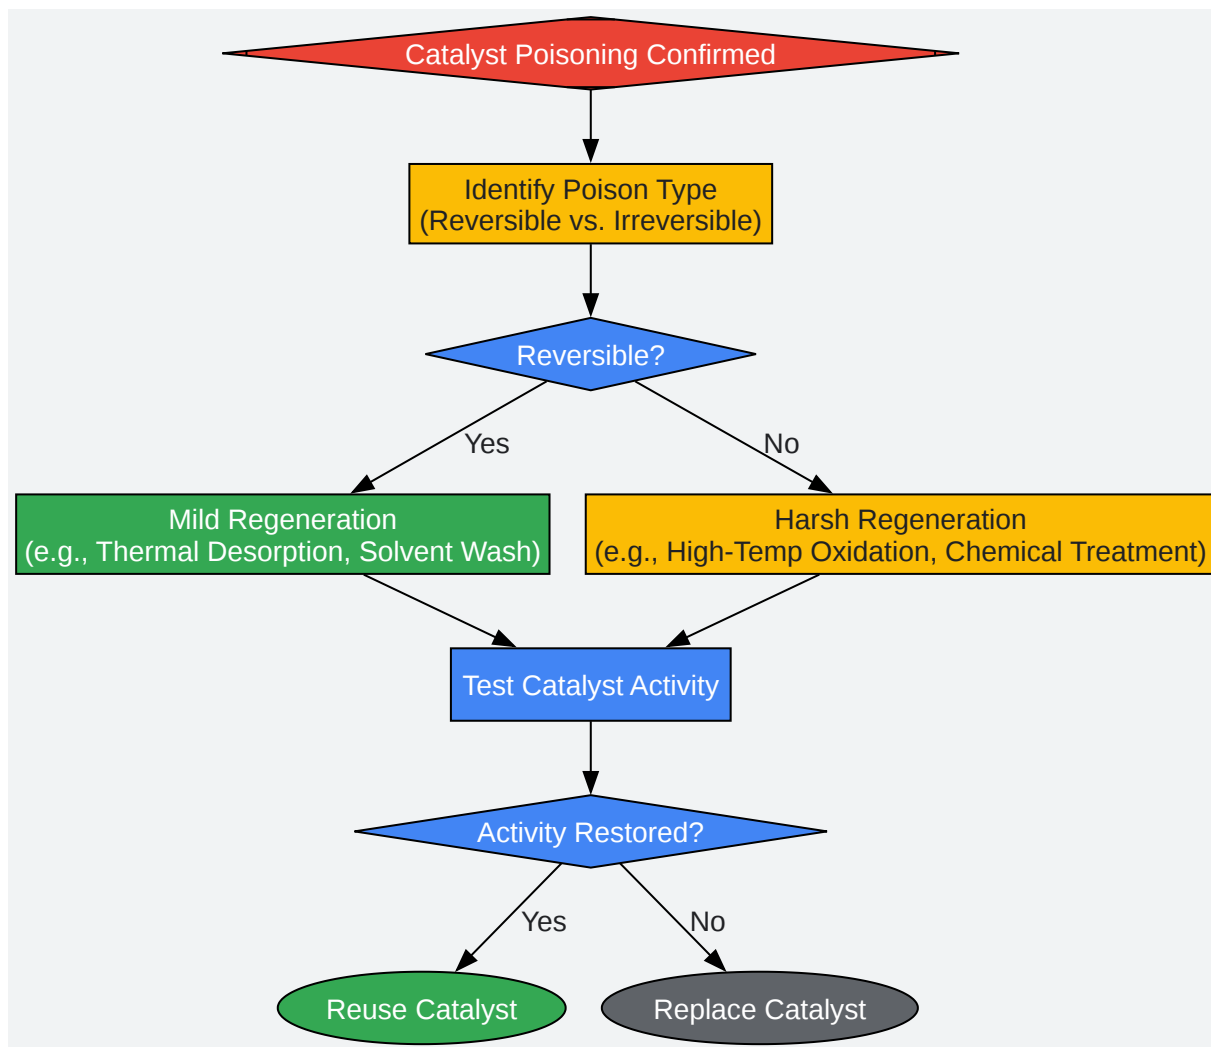 Catalyst Poisoning Confirmed
Identify Poison Type
(Reversible vs. Irreversible)
Reversible?
Yes
No
Mild Regeneration
(e.g., Thermal Desorption, Solvent Wash)
Harsh Regeneration
(e.g., High-Temp Oxidation, Chemical Treatment)
Test Catalyst Activity
Activity Restored?
Yes
No
Reuse Catalyst
Replace Catalyst